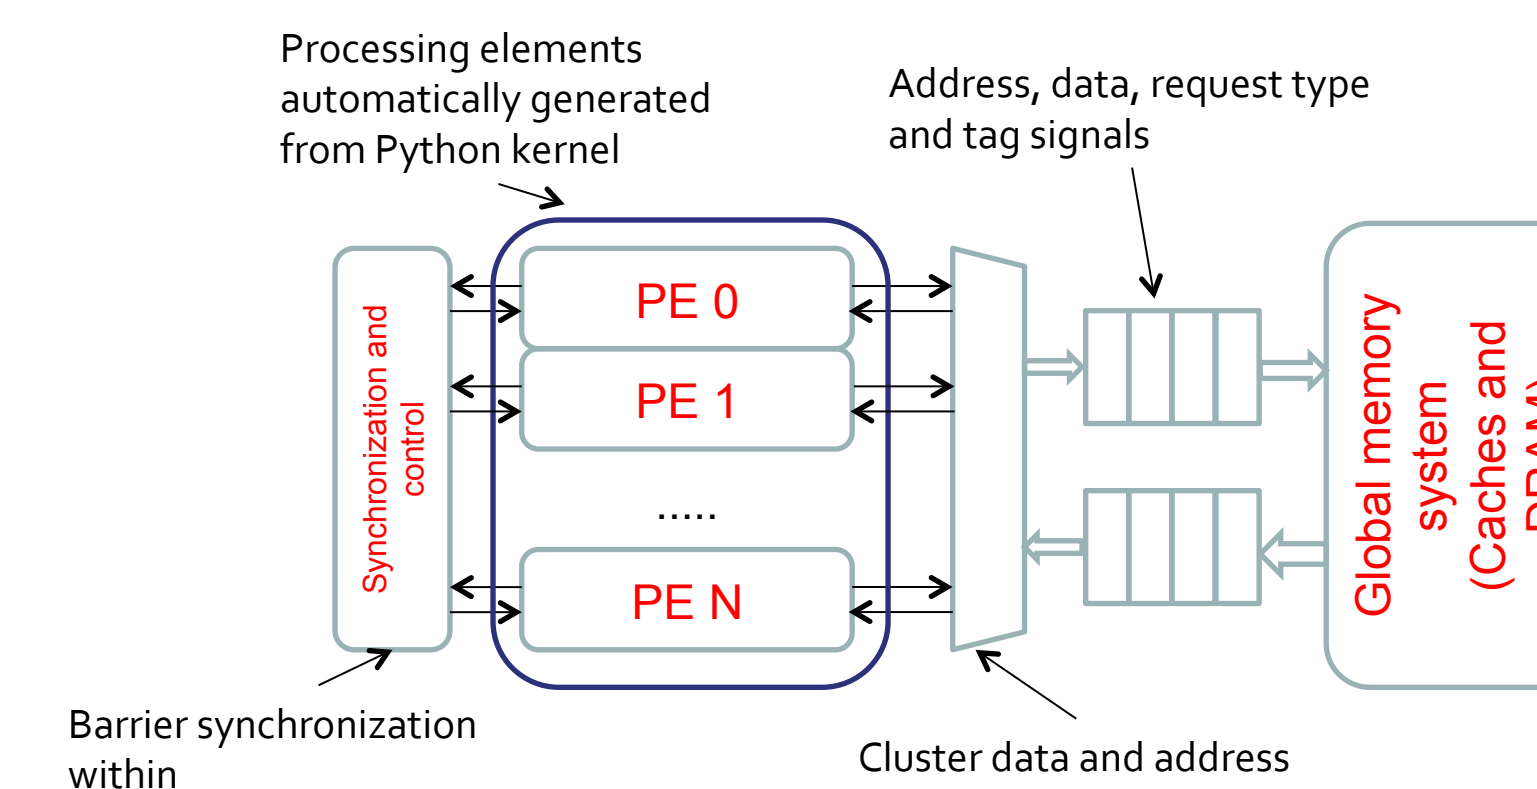 Processing elements
automatically generated
from Python kernel
Address, data, request type
and tag signals
Synchronization and
control
PE 0
PE 1
.....
PE N
Global memory
system
(Caches and
Barrier synchronization
within
Cluster data and address